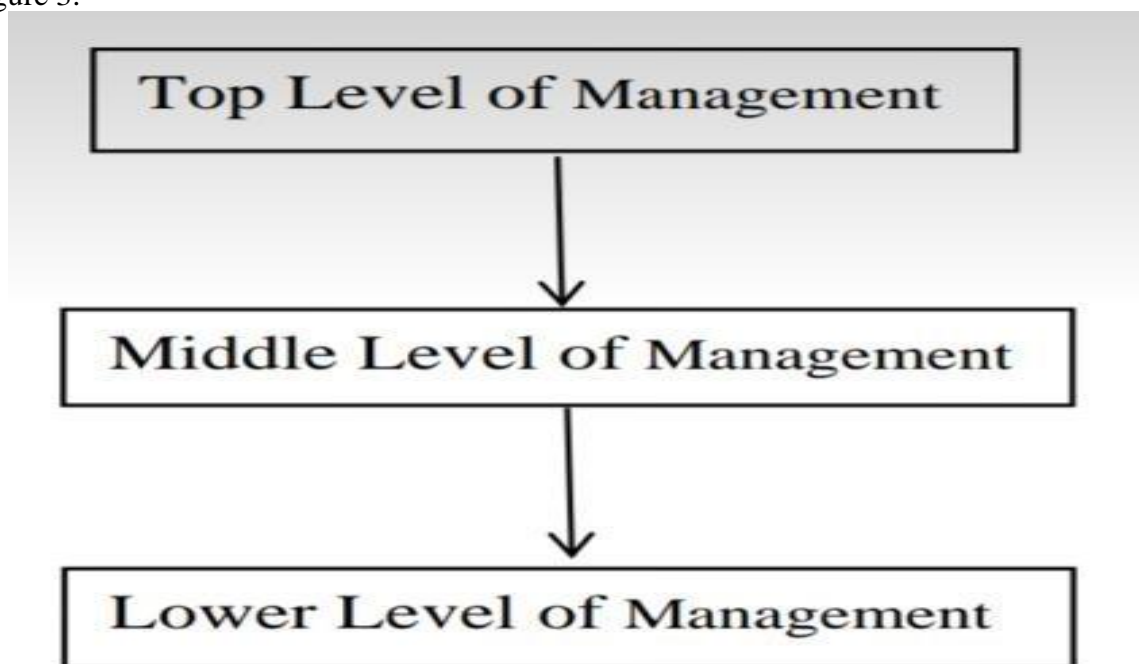 Top Level of Management
Middle Level of Management
Lower Level of Management